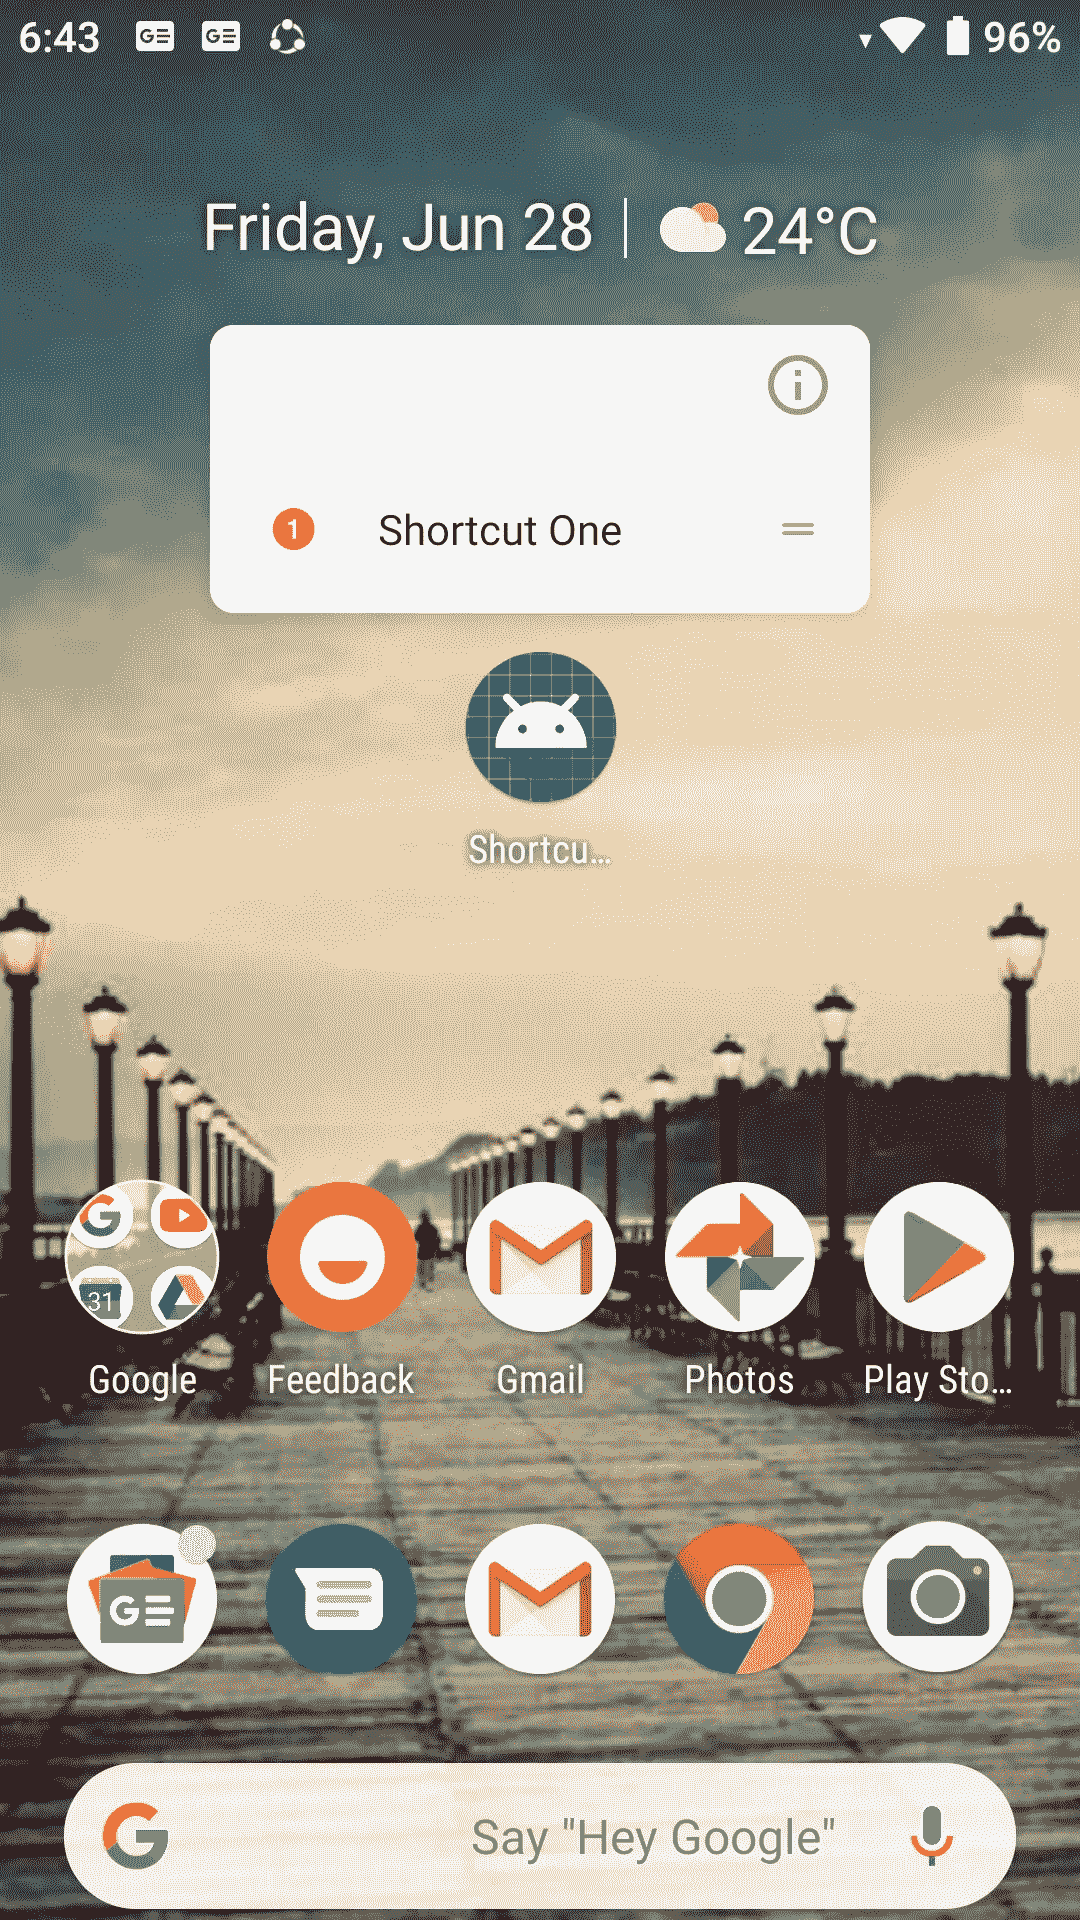 6:43
96%
Friday, Jun 28
24°C
1
Shortcut One
Shortcu...
31
Google
Feedback
Gmail
Photos
Play Sto...
GE
Say "Hey Google"